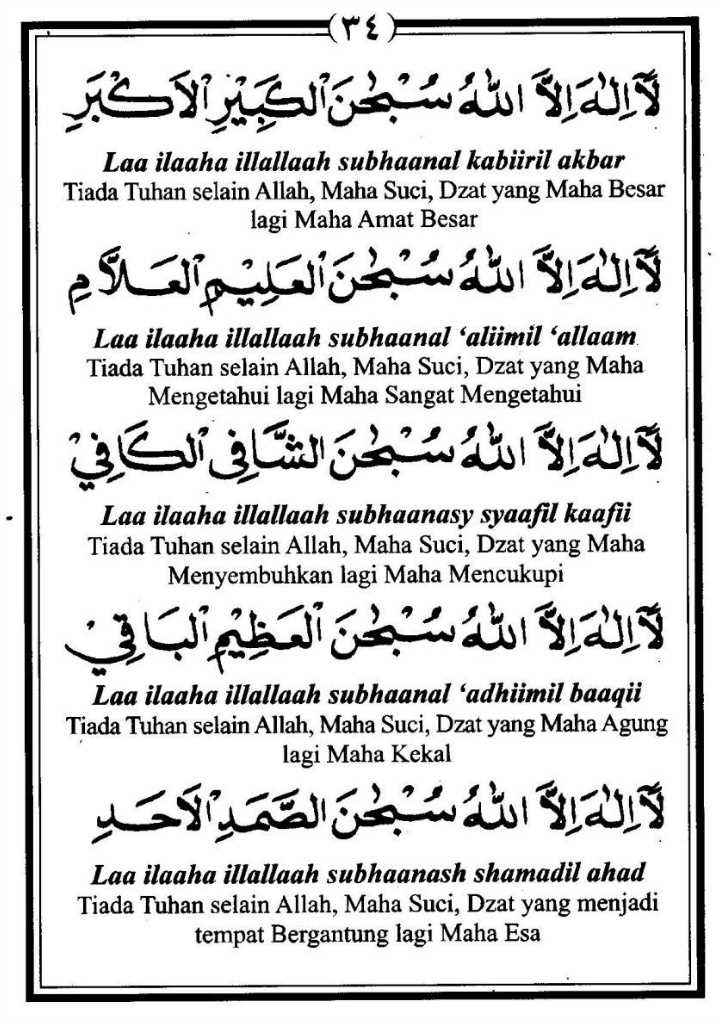 (٣٤)
لَآ اِلٰهَ اِلَّا اللهُ سُبْحٰنَ الْكَبِيْرِ الْاَكْبَرِ
Laa ilaaha illallaah subhaanal kabiiril akbar
Tiada Tuhan selain Allah, Maha Suci, Dzat yang Maha Besar
lagi Maha Amat Besar
لَآ اِلٰهَ اِلَّا اللهُ سُبْحٰنَ الْعَلِيْمِ الْعَلَّامِ
Laa ilaaha illallaah subhaanal ‘aliimil ‘allaam
Tiada Tuhan selain Allah, Maha Suci, Dzat yang Maha
Mengetahui lagi Maha Sangat Mengetahui
لَآ اِلٰهَ اِلَّا اللهُ سُبْحٰنَ الشَّافِى الْكَافِيْ
Laa ilaaha illallaah subhaanasy syaafil kaafii
Tiada Tuhan selain Allah, Maha Suci, Dzat yang Maha
Menyembuhkan lagi Maha Mencukupi
لَآ اِلٰهَ اِلَّا اللهُ سُبْحٰنَ الْعَظِيْمِ الْبَاقِيْ
Laa ilaaha illallaah subhaanal ‘adhiimil baaqii
Tiada Tuhan selain Allah, Maha Suci, Dzat yang Maha Agung
lagi Maha Kekal
لَآ اِلٰهَ اِلَّا اللهُ سُبْحٰنَ الصَّمَدِ الْاَحَدِ
Laa ilaaha illallaah subhaanash shamadil ahad
Tiada Tuhan selain Allah, Maha Suci, Dzat yang menjadi
tempat Bergantung lagi Maha Esa